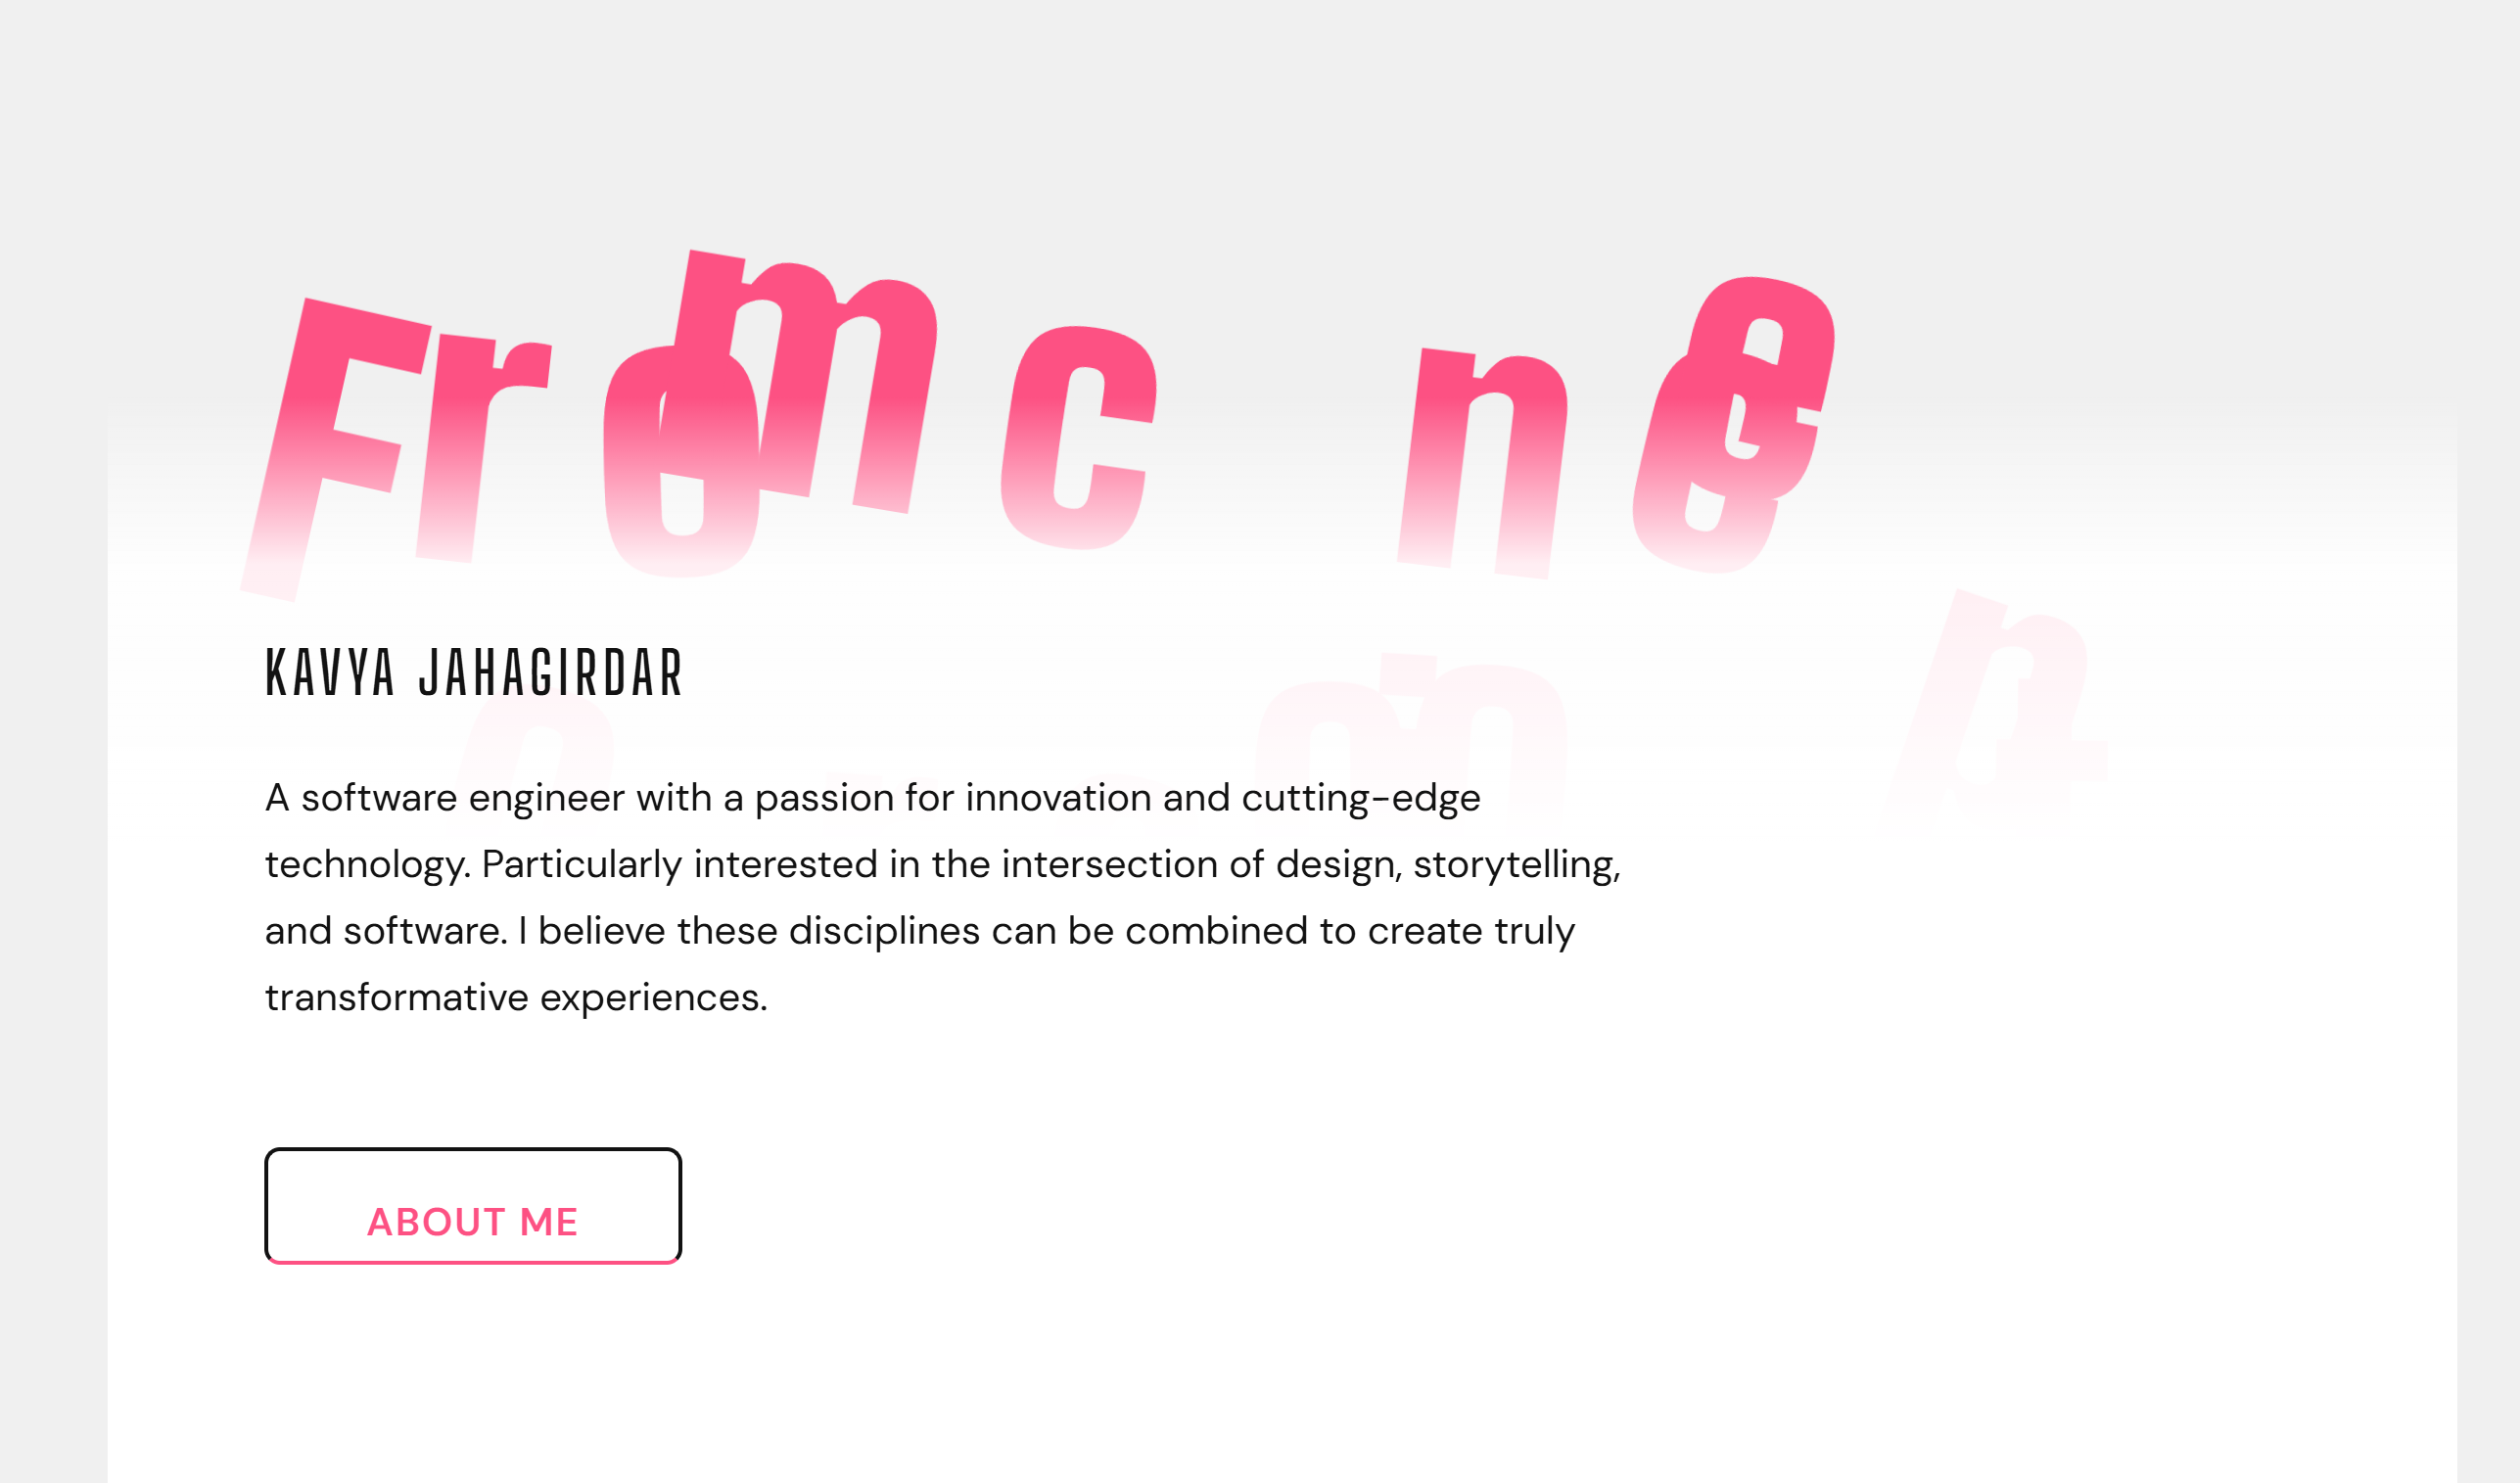 From c
KAVYA JAHAGIRDAR
A software engineer with a passion for innovation and cutting-edge
technology. Particularly interested in the intersection of design, storytelling,
and software. I believe these disciplines can be combined to create truly
transformative experiences.
ABOUT ME